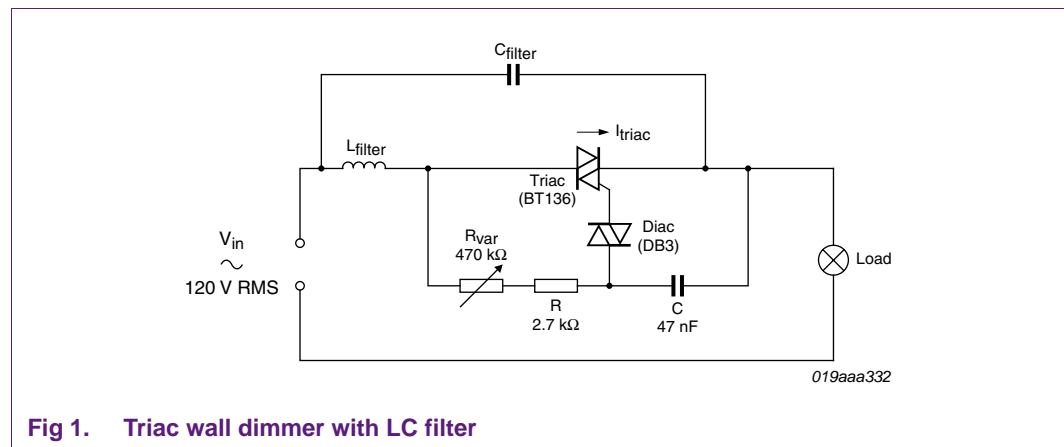 Cfilter
Itriac
Lfilter
Triac
(BT136)
Diac
(DB3)
Rvar
470 kΩ
Vin
~
120 V RMS
Load
R
2.7 kΩ
C
47 nF
019aaa332
Fig 1. Triac wall dimmer with LC filter